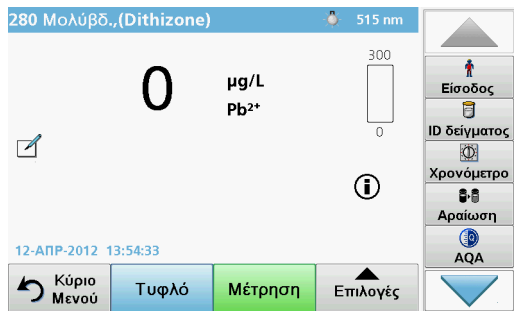 280 Μολύβδ.,(Dithizone) 515 nm
300
0
μg/L
Pb²⁺
0
12-ΑΠΡ-2012 13:54:33
Κύριο
Μενού
Τυφλό
Μέτρηση
Επιλογές
Είσοδος
ID δείγματος
Χρονόμετρο
Αραίωση
AQA